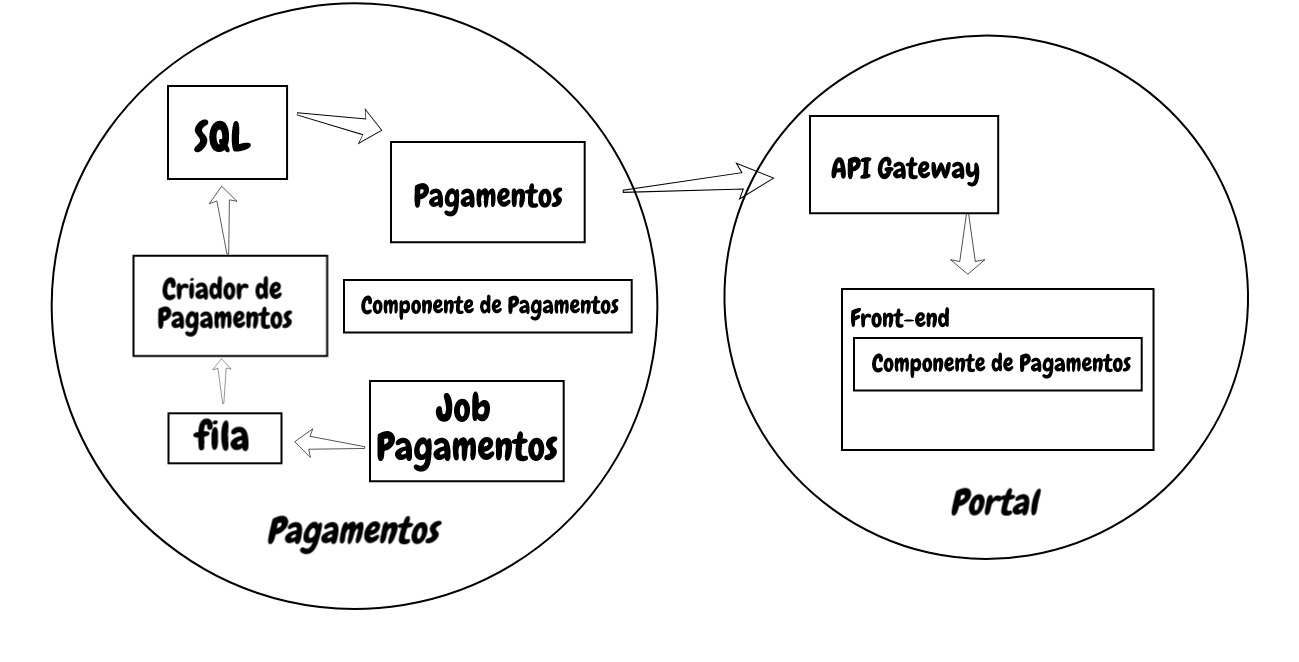 SQL
Pagamentos
Criador de
Pagamentos
Componente de Pagamentos
fila
Job
Pagamentos
Pagamentos
API Gateway
Front-end
Componente de Pagamentos
Portal